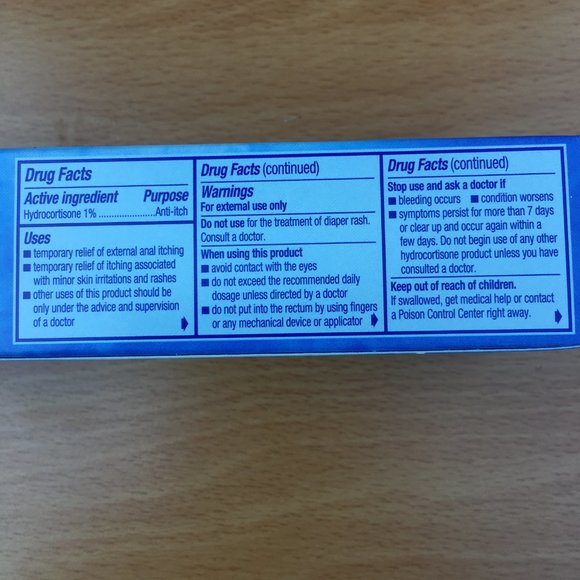 Drug Facts
Active ingredient Purpose
Hydrocortisone 1% ......................Anti-itch
Uses
■ temporary relief of external anal itching
■ temporary relief of itching associated
with minor skin irritations and rashes
■ other uses of this product should be
only under the advice and supervision
of a doctor
Drug Facts (continued)
Warnings
For external use only
Do not use for the treatment of diaper rash.
Consult a doctor.
When using this product
■ avoid contact with the eyes
■ do not exceed the recommended daily
dosage unless directed by a doctor
■ do not put into the rectum by using fingers
or any mechanical device or applicator
Drug Facts (continued)
Stop use and ask a doctor if
■ bleeding occurs ■ condition worsens
■ symptoms persist for more than 7 days
or clear up and occur again within a
few days. Do not begin use of any other
hydrocortisone product unless you have
consulted a doctor.
Keep out of reach of children.
If swallowed, get medical help or contact
a Poison Control Center right away.